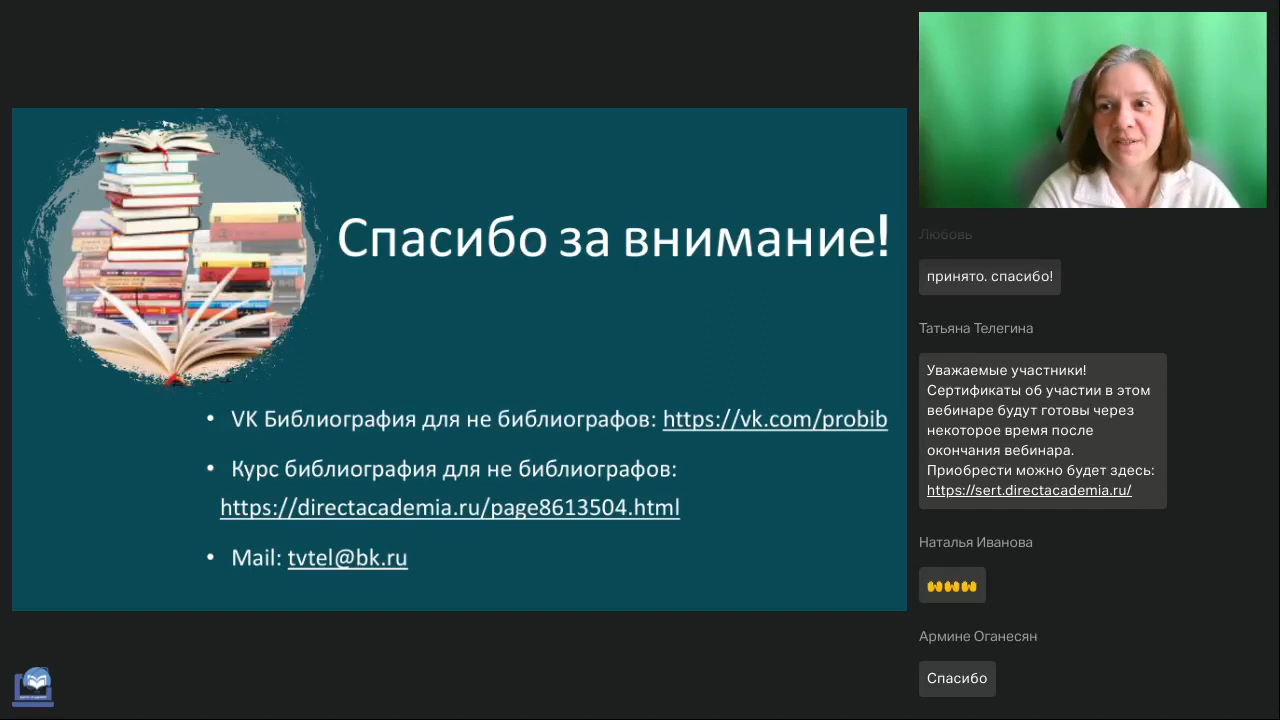 Спасибо за внимание!
• VK Библиография для не библиографов: https://vk.com/probib
• Курс библиография для не библиографов:
https://directacademia.ru/page8613504.html
• Mail: tvtel@bk.ru
Любовь
принято. спасибо!
Татьяна Телегина
Уважаемые участники!
Сертификаты об участии в этом
вебинаре будут готовы через
некоторое время после
окончания вебинара.
Приобрести можно будет здесь:
https://sert.directacademia.ru/
Наталья Иванова
🙌🙌🙌
Армине Оганесян
Спасибо